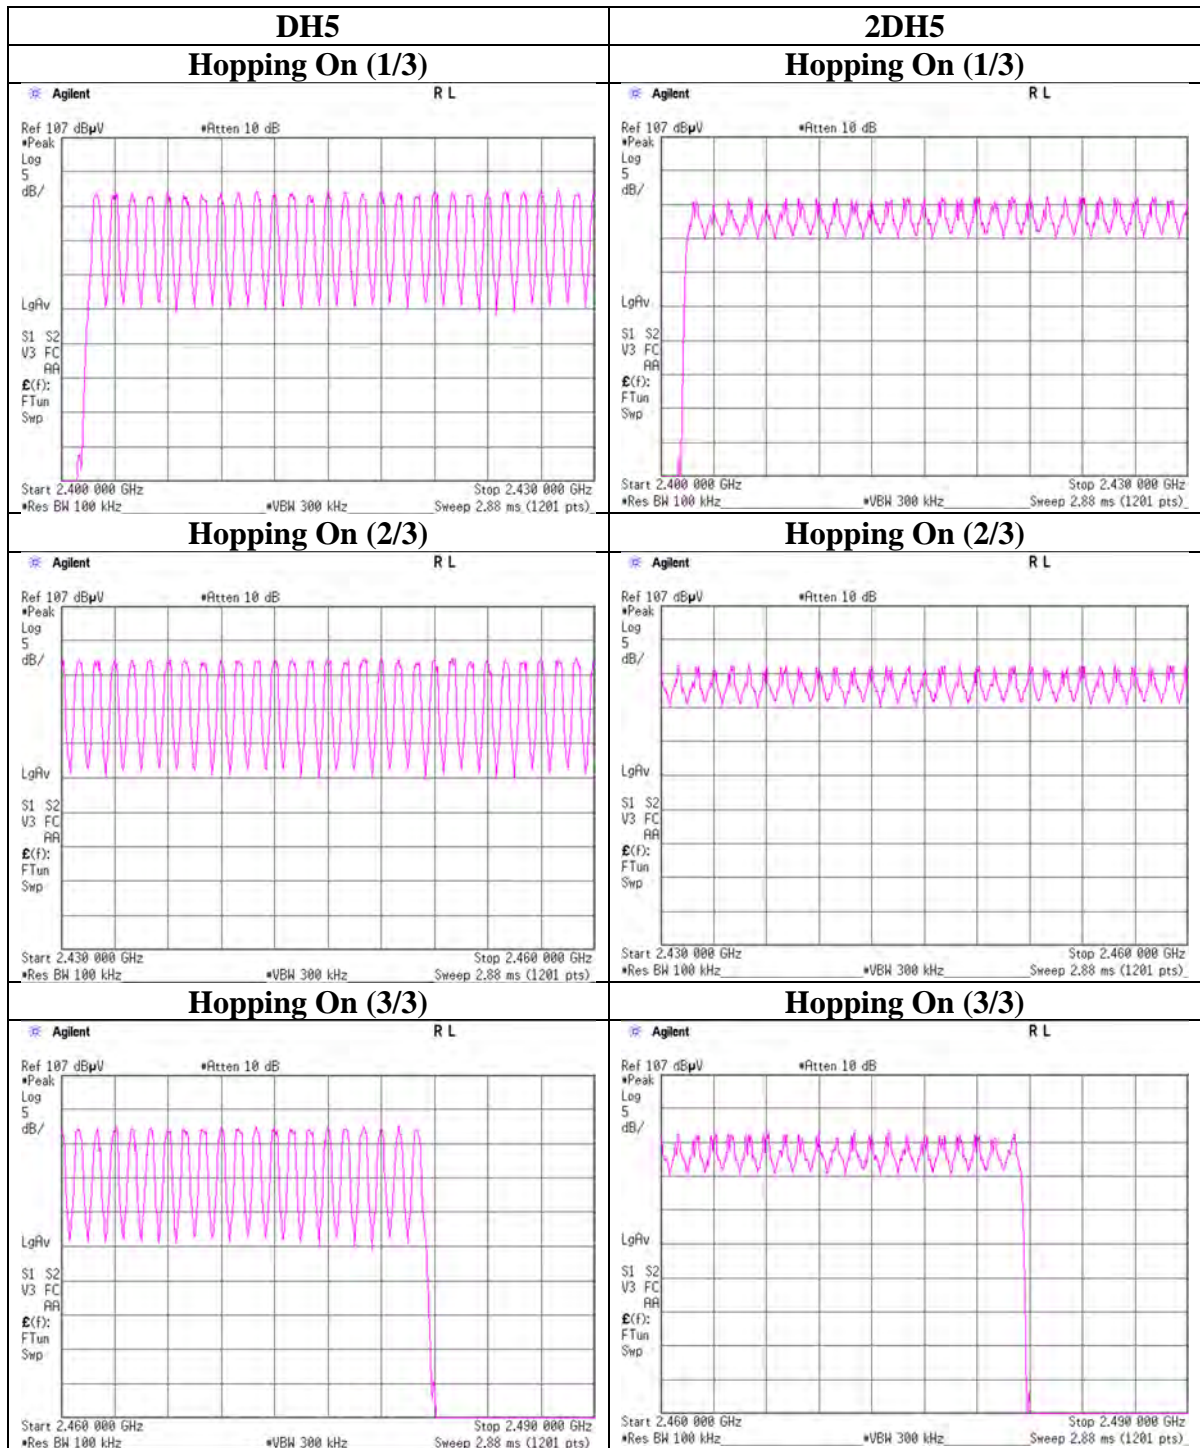 DH5 2DH5
Hopping On (1/3) Hopping On (1/3)
Agilent R L
Ref 107 dBµV #Atten 10 dB
#Peak
Log
5
dB/
LgAv
S1 S2
V3 FC
AA
£(f):
FTun
Swp
Start 2.400 000 GHz Stop 2.430 000 GHz
#Res BW 100 kHz #VBW 300 kHz Sweep 2.88 ms (1201 pts)
Agilent R L
Ref 107 dBµV #Atten 10 dB
#Peak
Log
5
dB/
LgAv
S1 S2
V3 FC
AA
£(f):
FTun
Swp
Start 2.400 000 GHz Stop 2.430 000 GHz
#Res BW 100 kHz #VBW 300 kHz Sweep 2.88 ms (1201 pts)
Hopping On (2/3) Hopping On (2/3)
Agilent R L
Ref 107 dBµV #Atten 10 dB
#Peak
Log
5
dB/
LgAv
S1 S2
V3 FC
AA
£(f):
FTun
Swp
Start 2.430 000 GHz Stop 2.460 000 GHz
#Res BW 100 kHz #VBW 300 kHz Sweep 2.88 ms (1201 pts)
Agilent R L
Ref 107 dBµV #Atten 10 dB
#Peak
Log
5
dB/
LgAv
S1 S2
V3 FC
AA
£(f):
FTun
Swp
Start 2.430 000 GHz Stop 2.460 000 GHz
#Res BW 100 kHz #VBW 300 kHz Sweep 2.88 ms (1201 pts)
Hopping On (3/3) Hopping On (3/3)
Agilent R L
Ref 107 dBµV #Atten 10 dB
#Peak
Log
5
dB/
LgAv
S1 S2
V3 FC
AA
£(f):
FTun
Swp
Start 2.460 000 GHz Stop 2.490 000 GHz
#Res BW 100 kHz #VBW 300 kHz Sweep 2.88 ms (1201 pts)
Agilent R L
Ref 107 dBµV #Atten 10 dB
#Peak
Log
5
dB/
LgAv
S1 S2
V3 FC
AA
£(f):
FTun
Swp
Start 2.460 000 GHz Stop 2.490 000 GHz
#Res BW 100 kHz #VBW 300 kHz Sweep 2.88 ms (1201 pts)